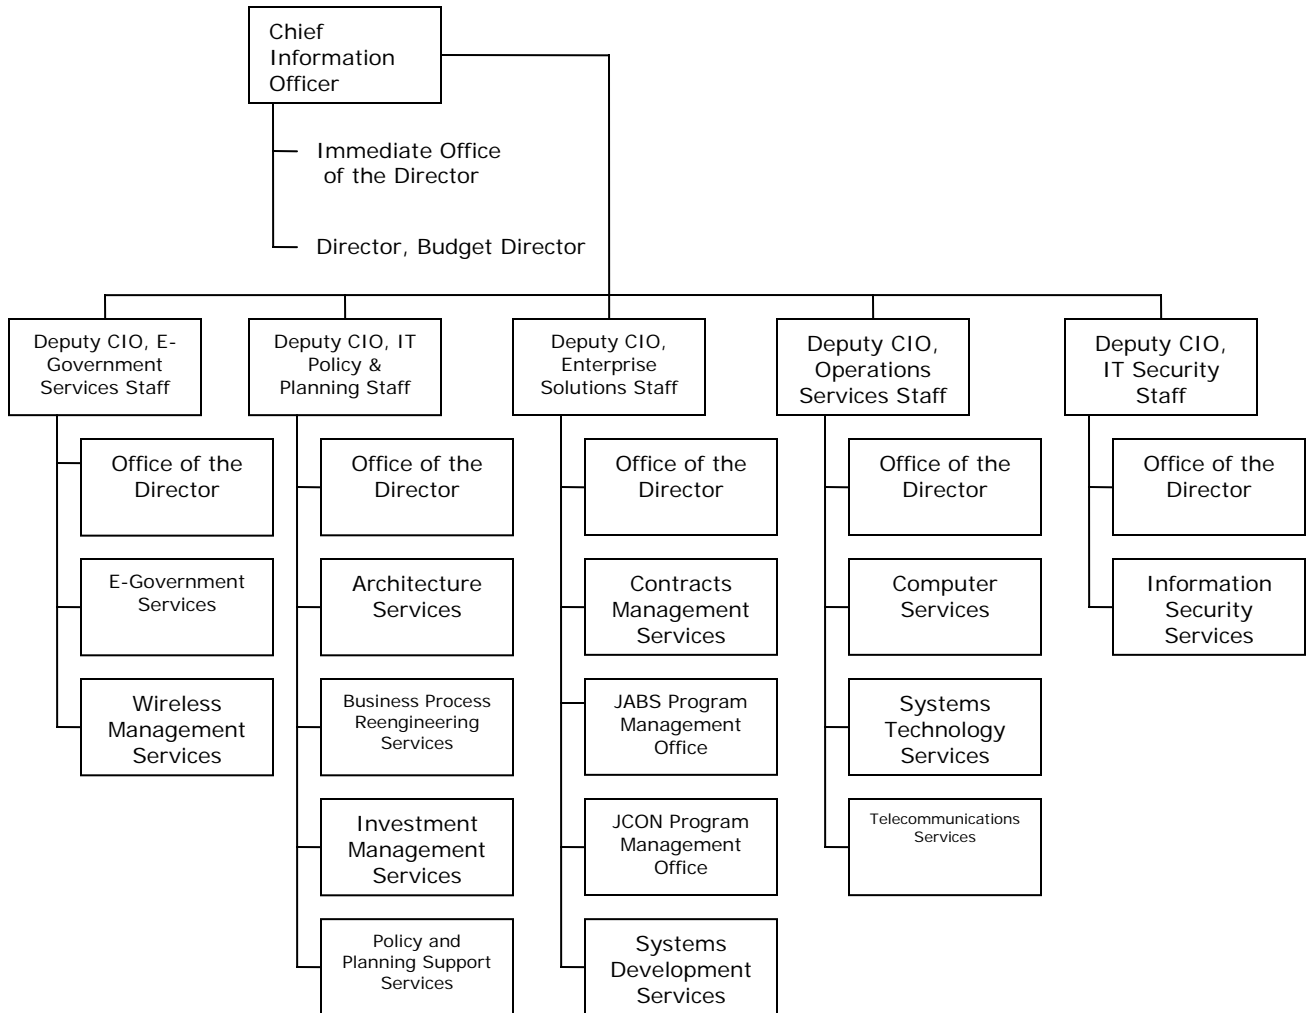 Chief
Information
Officer
Immediate Office
of the Director
Director, Budget Director
Deputy CIO, E-
Government
Services Staff
Deputy CIO, IT
Policy &
Planning Staff
Deputy CIO,
Enterprise
Solutions Staff
Deputy CIO,
Operations
Services Staff
Deputy CIO,
IT Security
Staff
Office of the
Director
E-Government
Services
Wireless
Management
Services
Office of the
Director
Architecture
Services
Business Process
Reengineering
Services
Investment
Management
Services
Policy and
Planning Support
Services
Office of the
Director
Contracts
Management
Services
JABS Program
Management
Office
JCON Program
Management
Office
Systems
Development
Services
Office of the
Director
Computer
Services
Systems
Technology
Services
Telecommunications
Services
Office of the
Director
Information
Security
Services